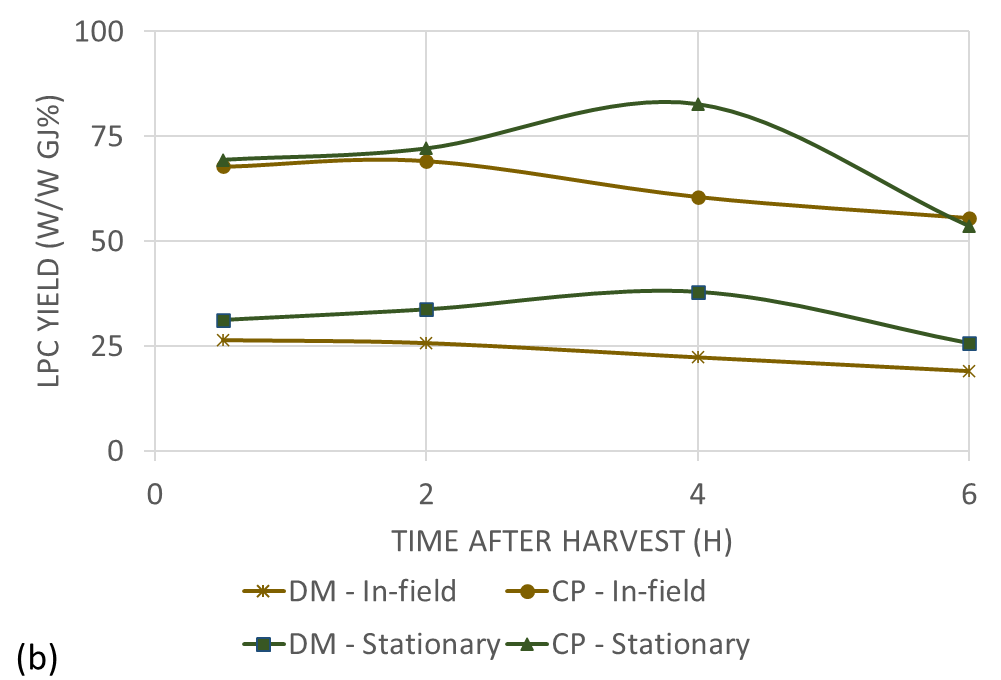 100
75
50
25
0
LPC YIELD (W/W GJ%)
0 2 4 6
TIME AFTER HARVEST (H)
DM - In-field CP - In-field
DM - Stationary CP - Stationary
(b)